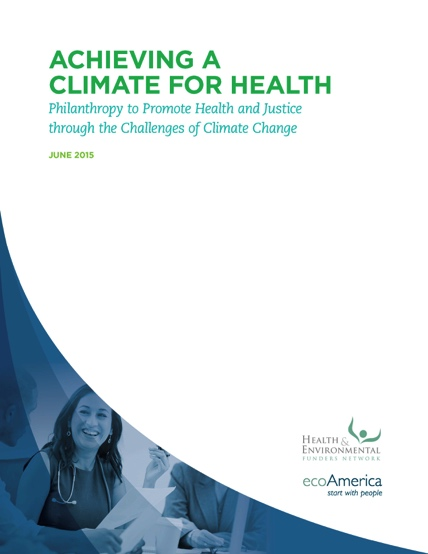 ACHIEVING A
CLIMATE FOR HEALTH
Philanthropy to Promote Health and Justice
through the Challenges of Climate Change
JUNE 2015
HEALTH &
ENVIRONMENTAL
FUNDERS NETWORK
ecoAmerica
start with people